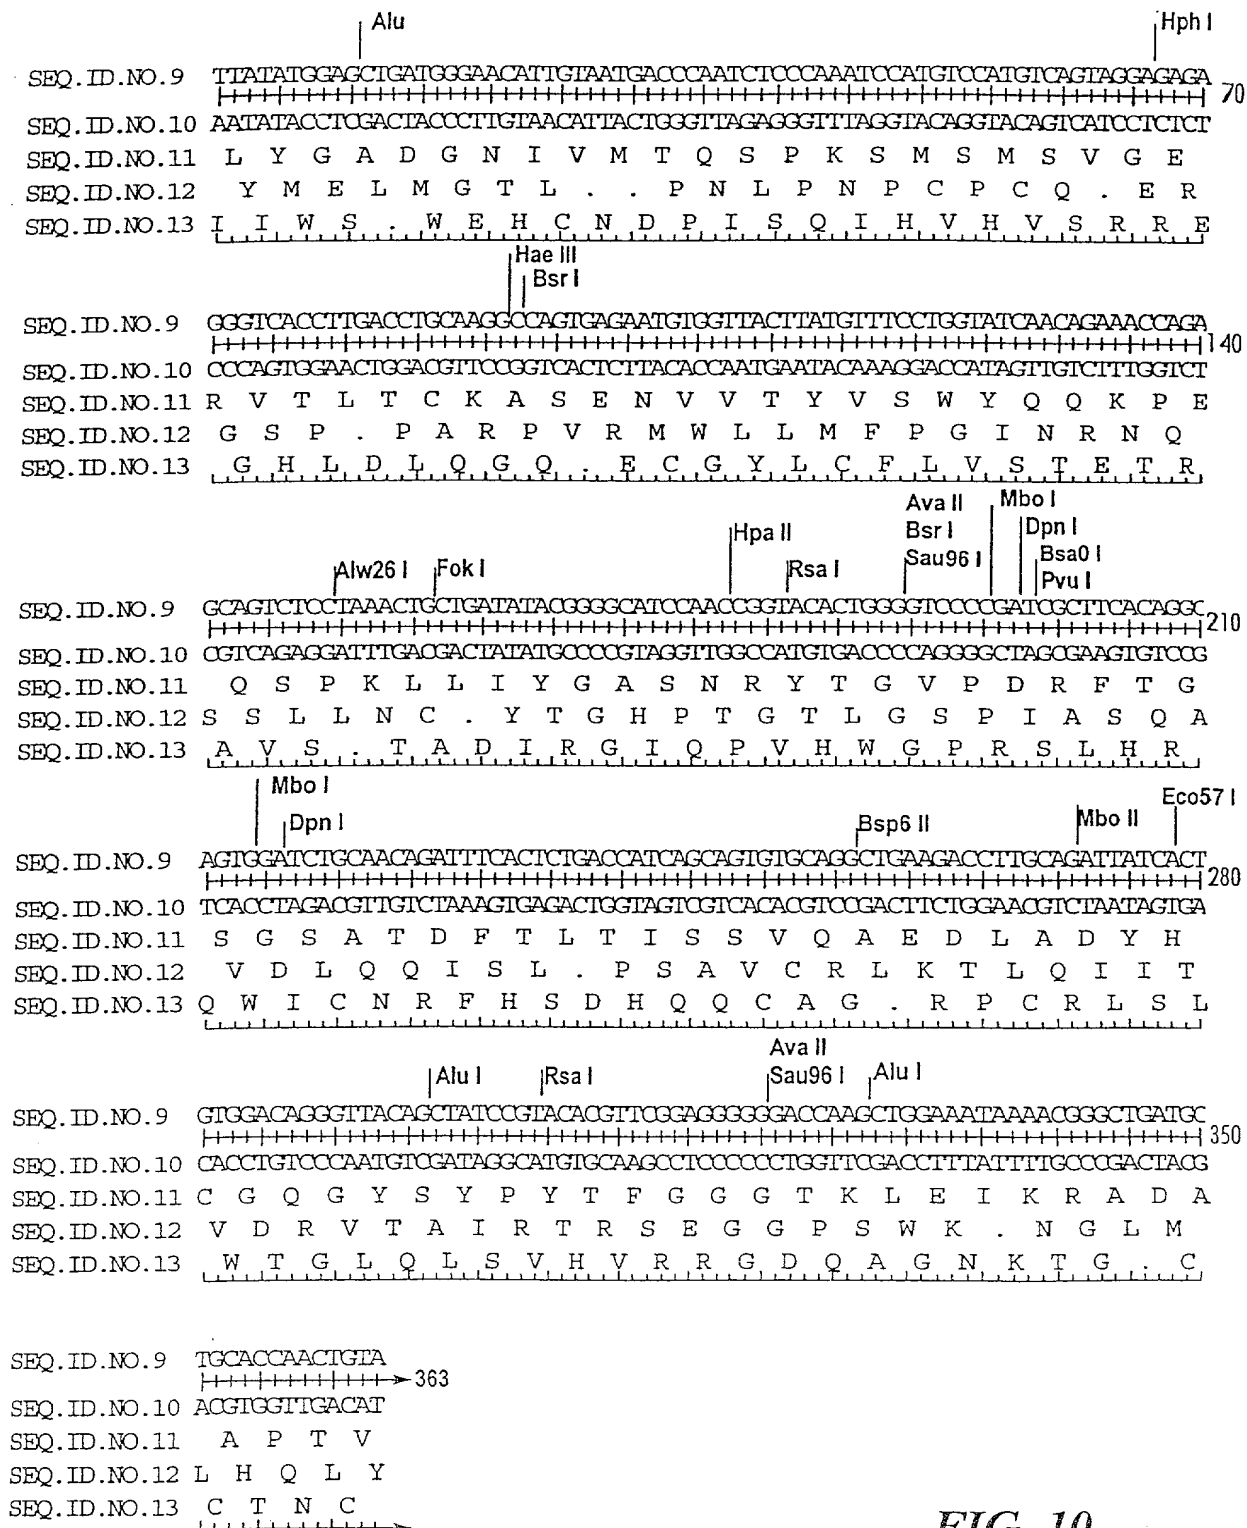 Alu Hph I
SEQ.ID.NO.9 TTATATGGAGCTGATGGGAACATTGTAATGACCCAATCTCCCAAATCCATGTCCATGTCAGTAGGAGAGA
70
SEQ.ID.NO.10 AATATACCTCGACTACCCTTGTAACATTACTGGGTTAGAGGGTTTAGGTACAGGTACAGTCATCCTCTCT
SEQ.ID.NO.11 L Y G A D G N I V M T Q S P K S M S M S V G E
SEQ.ID.NO.12 Y M E L M G T L . . P N L P N P C P C Q . E R
SEQ.ID.NO.13 I I W S . W E H C N D P I S Q I H V H V S R R E
Hae III
Bsr I
SEQ.ID.NO.9 GGGTCACCTTGACCTGCAAGGCCAGTGAGAATGTGGTTACTTATGTTTCCTGGTATCAACAGAAACCAGA
140
SEQ.ID.NO.10 CCCAGTGGAACTGGACGTTCCGGTCACTCTTACACCAATGAATACAAAGGACCATAGTTGTCTTTGGTCT
SEQ.ID.NO.11 R V T L T C K A S E N V V T Y V S W Y Q Q K P E
SEQ.ID.NO.12 G S P . P A R P V R M W L L M F P G I N R N Q
SEQ.ID.NO.13 G H L D L Q G Q . E C G Y L C F L V S T E T R
Ava II Mbo I
Hpa II Bsr I Dpn I
Alw26 I Fok I Rsa I Sau96 I Bsa0 I
Pvu I
SEQ.ID.NO.9 GCAGTCTCCTAAACTGCTGATATACGGGGCATCCAACCGGTACACTGGGGTCCCCGATCGCTTCACAGGC
210
SEQ.ID.NO.10 CGTCAGAGGATTTGACGACTATATGCCCCGTAGGTTGGCCATGTGACCCCAGGGGCTAGCGAAGTGTCCG
SEQ.ID.NO.11 Q S P K L L I Y G A S N R Y T G V P D R F T G
SEQ.ID.NO.12 S S L L N C . Y T G H P T G T L G S P I A S Q A
SEQ.ID.NO.13 A V S . T A D I R G I Q P V H W G P R S L H R
Mbo I
Dpn I Bsp6 II Mbo II Eco57 I
SEQ.ID.NO.9 AGTGGATCTGCAACAGATTTCACTCTGACCATCAGCAGTGTGCAGGCTGAAGACCTTGCAGATTATCACT
280
SEQ.ID.NO.10 TCACCTAGACGTTGTCTAAAGTGAGACTGGTAGTCGTCACACGTCCGACTTCTGGAACGTCTAATAGTGA
SEQ.ID.NO.11 S G S A T D F T L T I S S V Q A E D L A D Y H
SEQ.ID.NO.12 V D L Q Q I S L . P S A V C R L K T L Q I I T
SEQ.ID.NO.13 Q W I C N R F H S D H Q Q C A G . R P C R L S L
Ava II
Alu I Rsa I Sau96 I Alu I
SEQ.ID.NO.9 GTGGACAGGGTTACAGCTATCCGTACACGTTCGGAGGGGGGACCAAGCTGGAAATAAAACGGGCTGATGC
350
SEQ.ID.NO.10 CACCTGTCCCAATGTCGATAGGCATGTGCAAGCCTCCCCCCTGGTTCGACCTTTATTTTGCCCGACTACG
SEQ.ID.NO.11 C G Q G Y S Y P Y T F G G G T K L E I K R A D A
SEQ.ID.NO.12 V D R V T A I R T R S E G G P S W K . N G L M
SEQ.ID.NO.13 W T G L Q L S V H V R R G D Q A G N K T G . C
SEQ.ID.NO.9 TGCACCAACTGTA
363
SEQ.ID.NO.10 ACGTGGTTGACAT
SEQ.ID.NO.11 A P T V
SEQ.ID.NO.12 L H Q L Y
SEQ.ID.NO.13 C T N C
FIG. 10